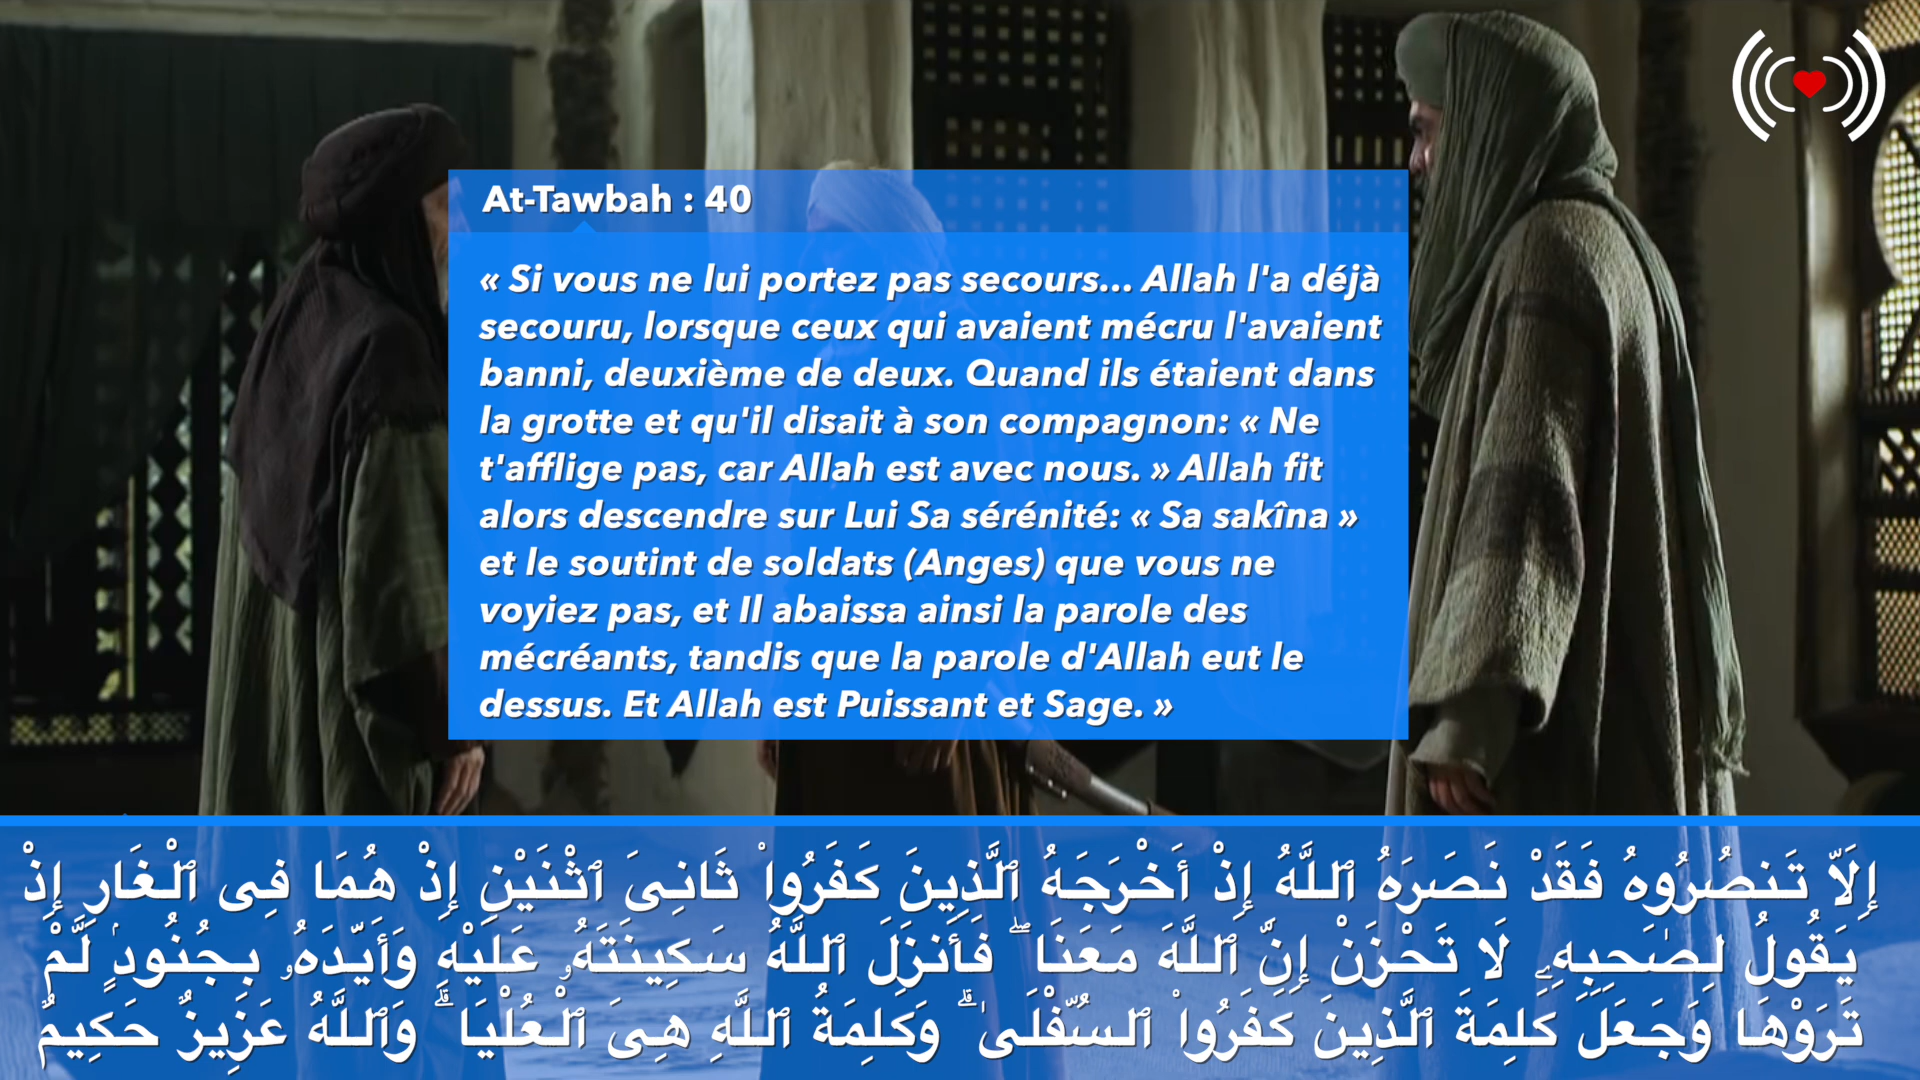 At-Tawbah : 40
« Si vous ne lui portez pas secours... Allah l'a déjà
secouru, lorsque ceux qui avaient mécru l'avaient
banni, deuxième de deux. Quand ils étaient dans
la grotte et qu'il disait à son compagnon: « Ne
t'afflige pas, car Allah est avec nous. » Allah fit
alors descendre sur Lui Sa sérénité: « Sa sakîna »
et le soutint de soldats (Anges) que vous ne
voyiez pas, et Il abaissa ainsi la parole des
mécréants, tandis que la parole d'Allah eut le
dessus. Et Allah est Puissant et Sage. »
إِلَّا تَنصُرُوهُ فَقَدْ نَصَرَهُ ٱللَّهُ إِذْ أَخْرَجَهُ ٱلَّذِينَ كَفَرُوا۟ ثَانِىَ ٱثْنَيْنِ إِذْ هُمَا فِى ٱلْغَارِ إِذْ
يَقُولُ لِصَٰحِبِهِۦ لَا تَحْزَنْ إِنَّ ٱللَّهَ مَعَنَا ۖ فَأَنزَلَ ٱللَّهُ سَكِينَتَهُۥ عَلَيْهِ وَأَيَّدَهُۥ بِجُنُودٍۢ لَّمْ
تَرَوْهَا وَجَعَلَ كَلِمَةَ ٱلَّذِينَ كَفَرُوا۟ ٱلسُّفْلَىٰ ۗ وَكَلِمَةُ ٱللَّهِ هِىَ ٱلْعُلْيَا ۗ وَٱللَّهُ عَزِيزٌ حَكِيمٌ